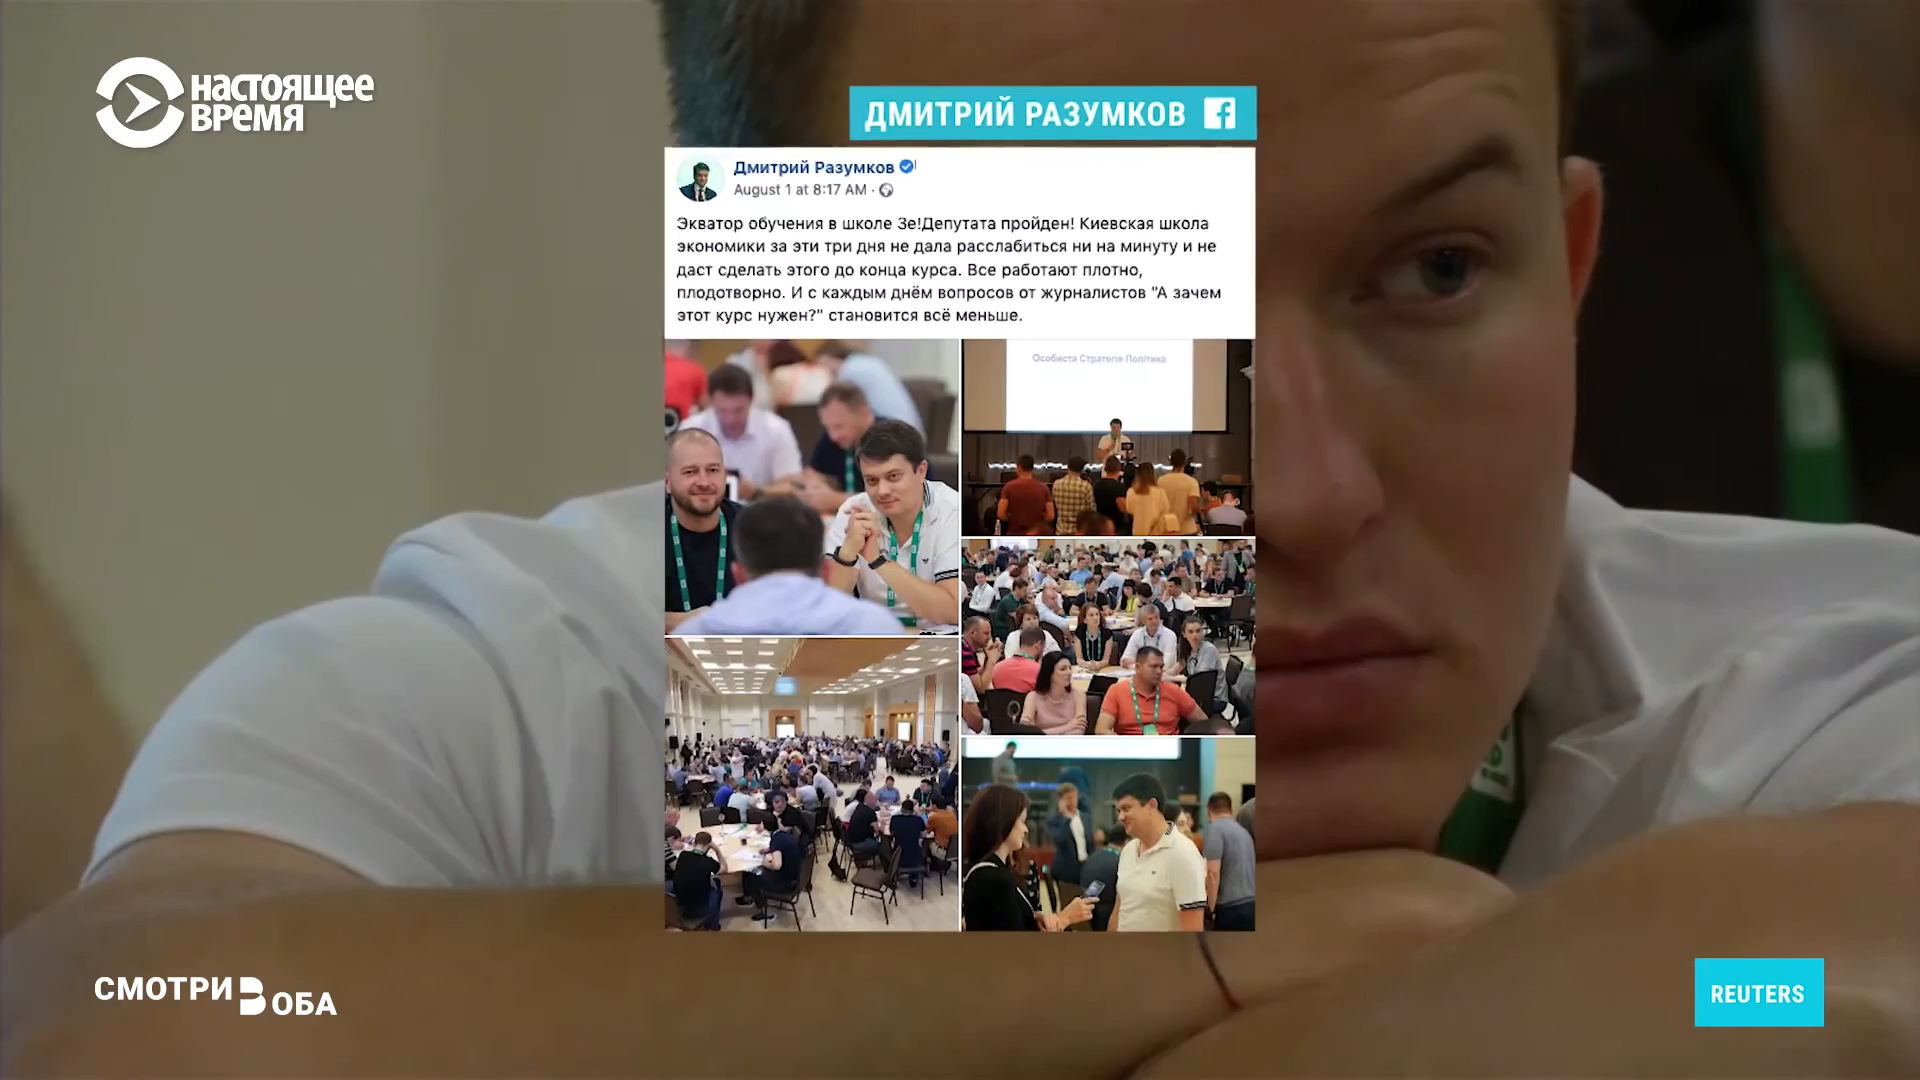 НАСТОЯЩЕЕ
ВРЕМЯ
ДМИТРИЙ РАЗУМКОВ
Дмитрий Разумков
August 1 at 8:17 AM ·
Экватор обучения в школе Зе!Депутата пройден! Киевская школа
экономики за эти три дня не дала расслабиться ни на минуту и не
даст сделать этого до конца курса. Все работают плотно,
плодотворно. И с каждым днём вопросов от журналистов "А зачем
этот курс нужен?" становится всё меньше.
Особиста Стратегія Політика
СМОТРИ В ОБА
REUTERS